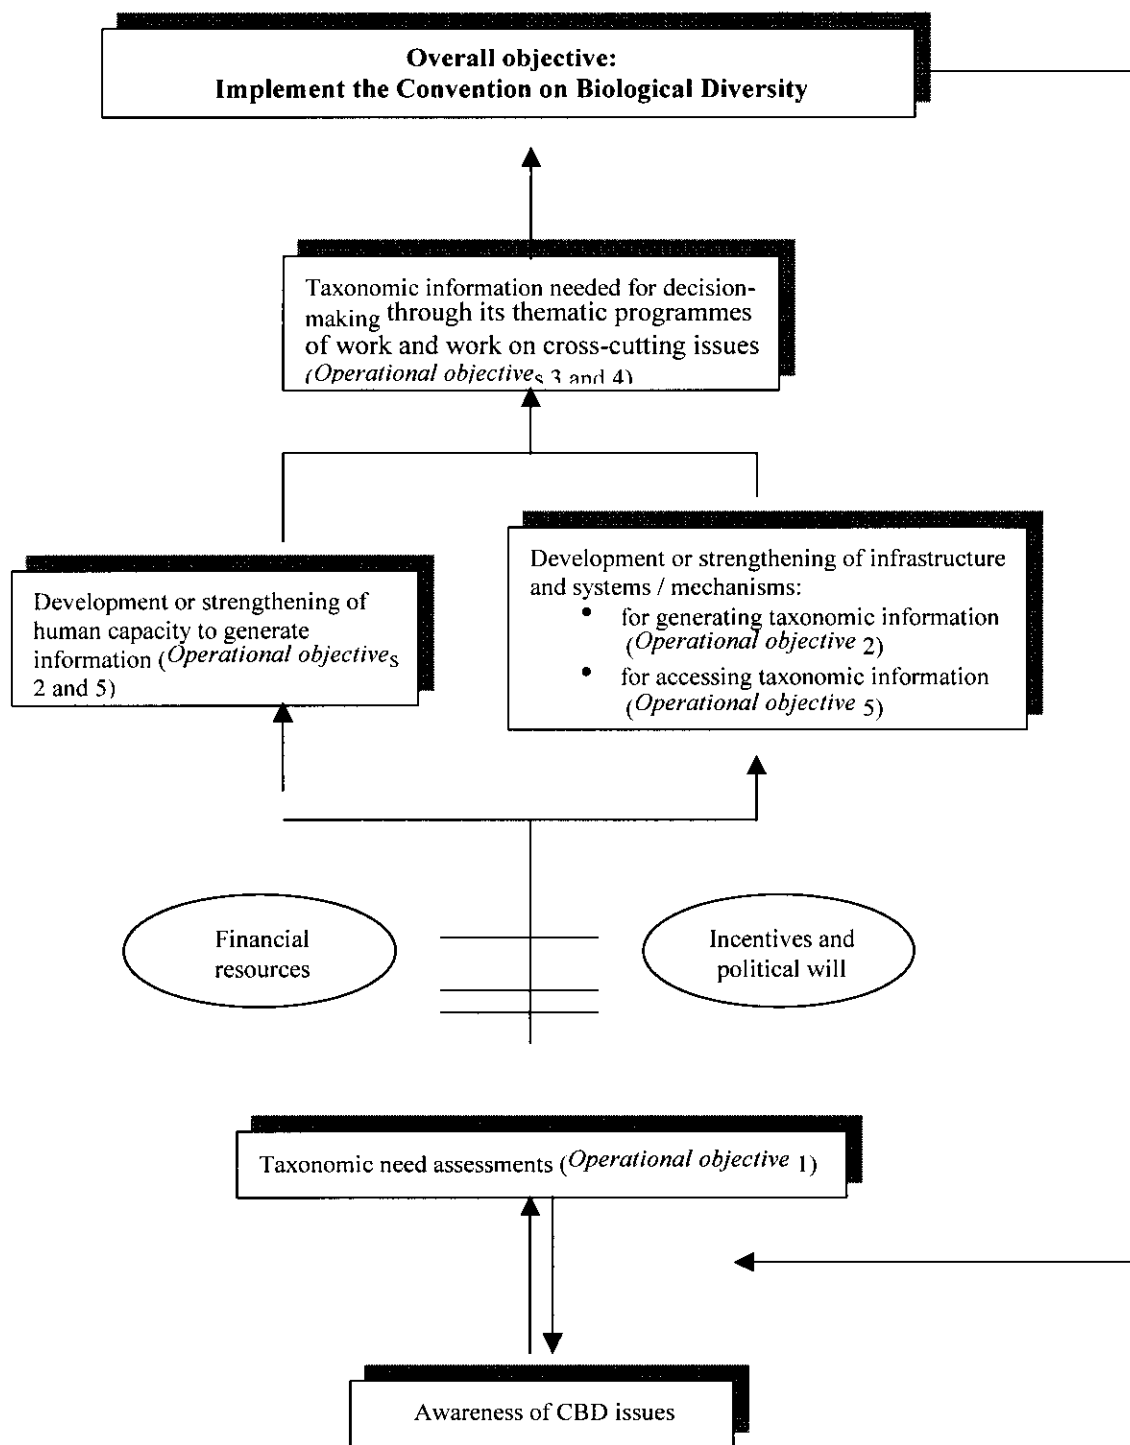 Overall objective:
Implement the Convention on Biological Diversity
Taxonomic information needed for decision-
making through its thematic programmes
of work and work on cross-cutting issues
(Operational objectives 3 and 4)
Development or strengthening of
human capacity to generate
information (Operational objectives
2 and 5)
Development or strengthening of infrastructure
and systems / mechanisms:
• for generating taxonomic information
(Operational objective 2)
• for accessing taxonomic information
(Operational objective 5)
Financial
resources
Incentives and
political will
Taxonomic need assessments (Operational objective 1)
Awareness of CBD issues